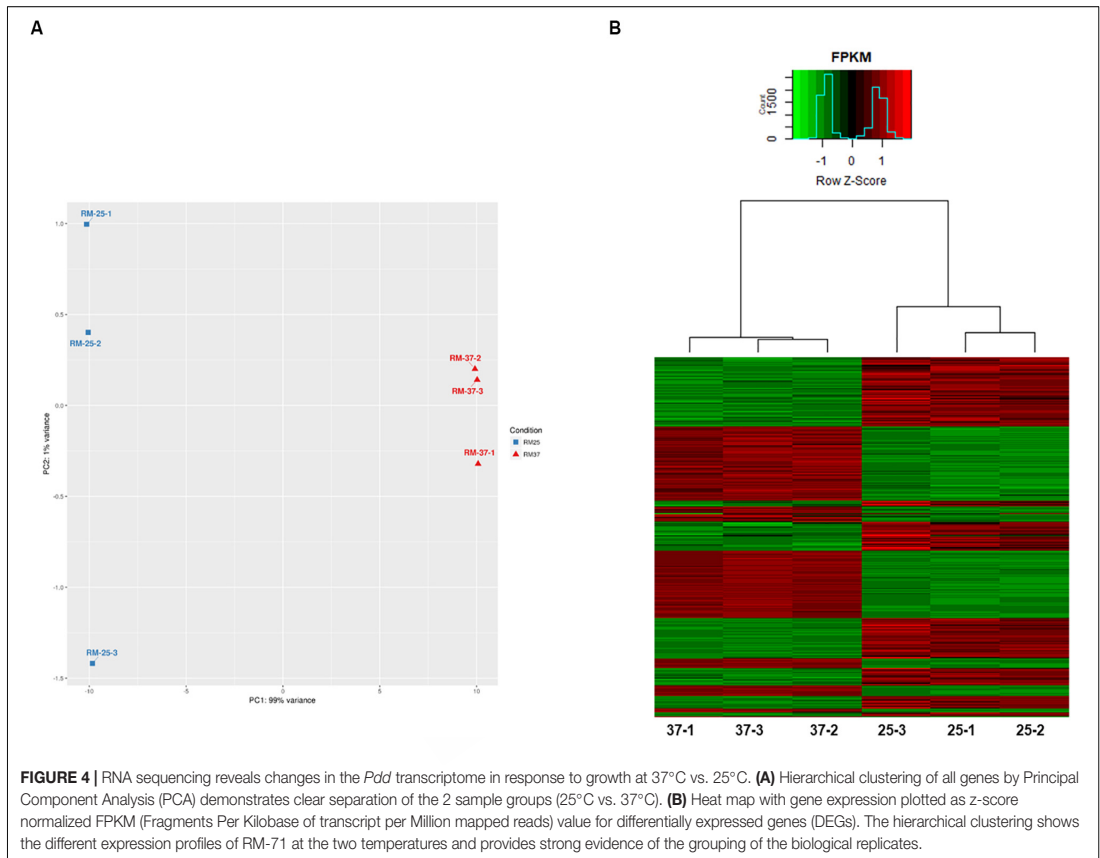 A
B
FPKM
Count
0 1500
-1 0 1
Row Z-Score
RM-25-1
1.0
0.5
RM-25-2
RM-37-2
RM-37-3
0.0
PC2: 1% variance
Condition
RM25
RM37
RM-37-1
-0.5
-1.0
RM-25-3
-1.5
-10 -5 0 5 10
PC1: 99% variance
37-1 37-3 37-2 25-3 25-1 25-2
FIGURE 4 | RNA sequencing reveals changes in the Pdd transcriptome in response to growth at 37°C vs. 25°C. (A) Hierarchical clustering of all genes by Principal
Component Analysis (PCA) demonstrates clear separation of the 2 sample groups (25°C vs. 37°C). (B) Heat map with gene expression plotted as z-score
normalized FPKM (Fragments Per Kilobase of transcript per Million mapped reads) value for differentially expressed genes (DEGs). The hierarchical clustering shows
the different expression profiles of RM-71 at the two temperatures and provides strong evidence of the grouping of the biological replicates.